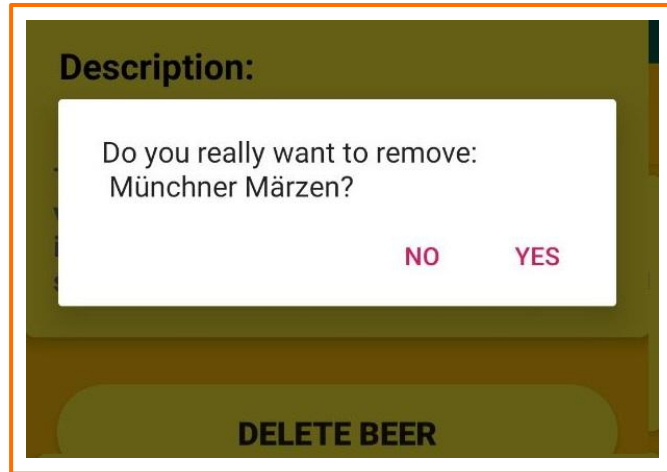 Description:
Do you really want to remove:
Münchner Märzen?
NO YES
DELETE BEER